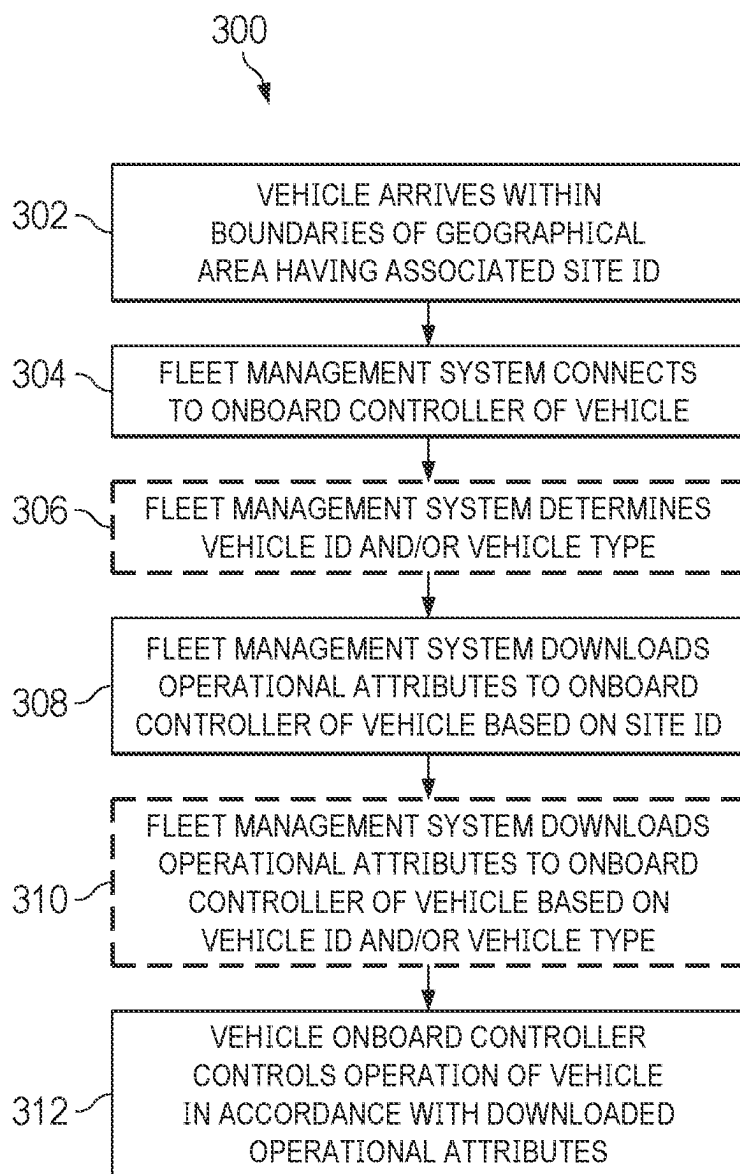 300
302
VEHICLE ARRIVES WITHIN
BOUNDARIES OF GEOGRAPHICAL
AREA HAVING ASSOCIATED SITE ID
304
FLEET MANAGEMENT SYSTEM CONNECTS
TO ONBOARD CONTROLLER OF VEHICLE
306
FLEET MANAGEMENT SYSTEM DETERMINES
VEHICLE ID AND/OR VEHICLE TYPE
308
FLEET MANAGEMENT SYSTEM DOWNLOADS
OPERATIONAL ATTRIBUTES TO ONBOARD
CONTROLLER OF VEHICLE BASED ON SITE ID
310
FLEET MANAGEMENT SYSTEM DOWNLOADS
OPERATIONAL ATTRIBUTES TO ONBOARD
CONTROLLER OF VEHICLE BASED ON
VEHICLE ID AND/OR VEHICLE TYPE
312
VEHICLE ONBOARD CONTROLLER
CONTROLS OPERATION OF VEHICLE
IN ACCORDANCE WITH DOWNLOADED
OPERATIONAL ATTRIBUTES